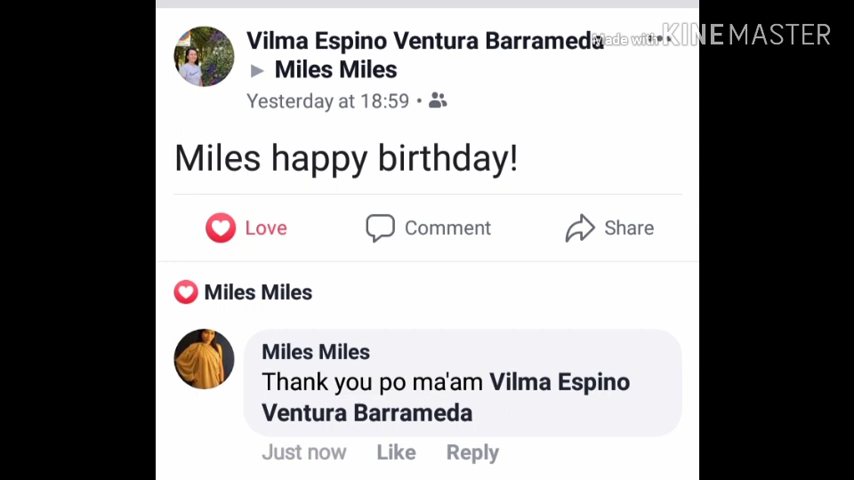 Vilma Espino Ventura Barrameda
Made with KINEMASTER
▶ Miles Miles
Yesterday at 18:59 •
Miles happy birthday!
Love Comment Share
Miles Miles
Miles Miles
Thank you po ma'am Vilma Espino
Ventura Barrameda
Just now Like Reply